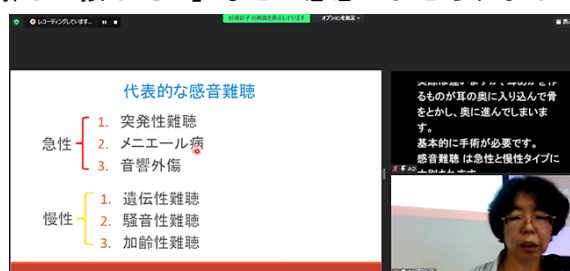 レコーディングしています...
の画面を表示しています
オプションを表示
代表的な感音難聴
急性
1. 突発性難聴
2. メニエール病
3. 音響外傷
慢性
1. 遺伝性難聴
2. 騒音性難聴
3. 加齢性難聴
るものが耳の奥に入り込んで骨
をとかし、奥に進んでしまいま
す。
基本的に手術が必要です。
感音難聴 は急性と慢性タイプに